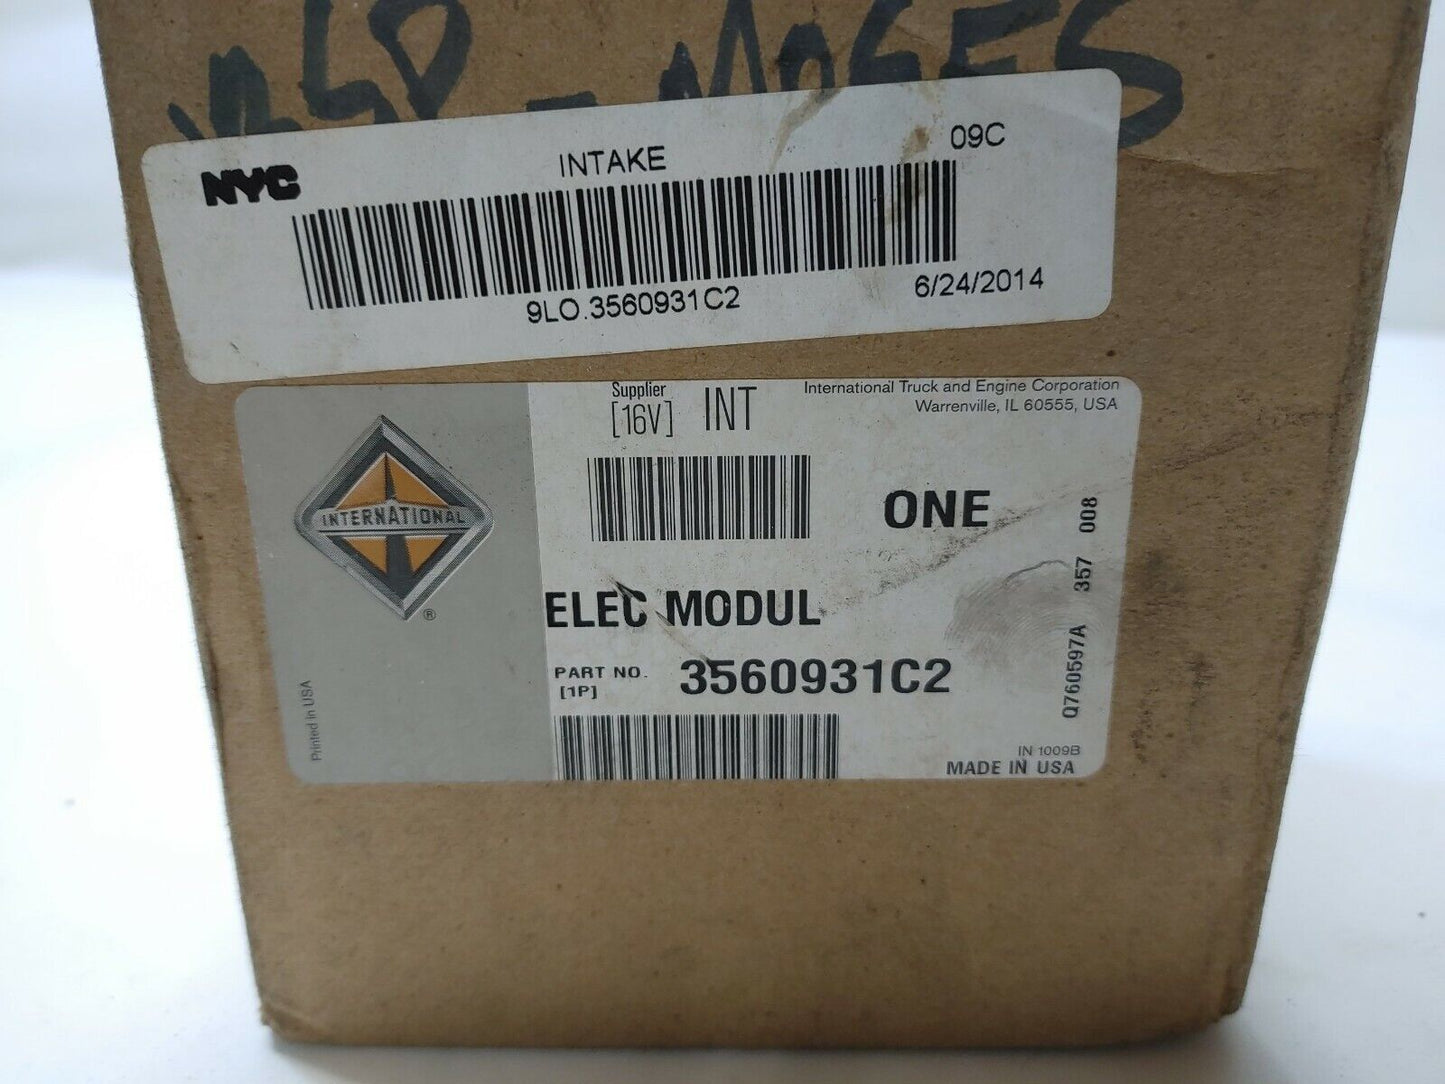 - MOSES
NYC
INTAKE
09C
9LO.3560931C2
6/24/2014
Supplier
[16V] INT
International Truck and Engine Corporation
Warrenville, IL 60555, USA
INTERNATIONAL
®
ONE
ELEC MODUL
PART NO. 3560931C2
[1P]
Q760597A 357 008
Printed in USA
IN 1009B
MADE IN USA